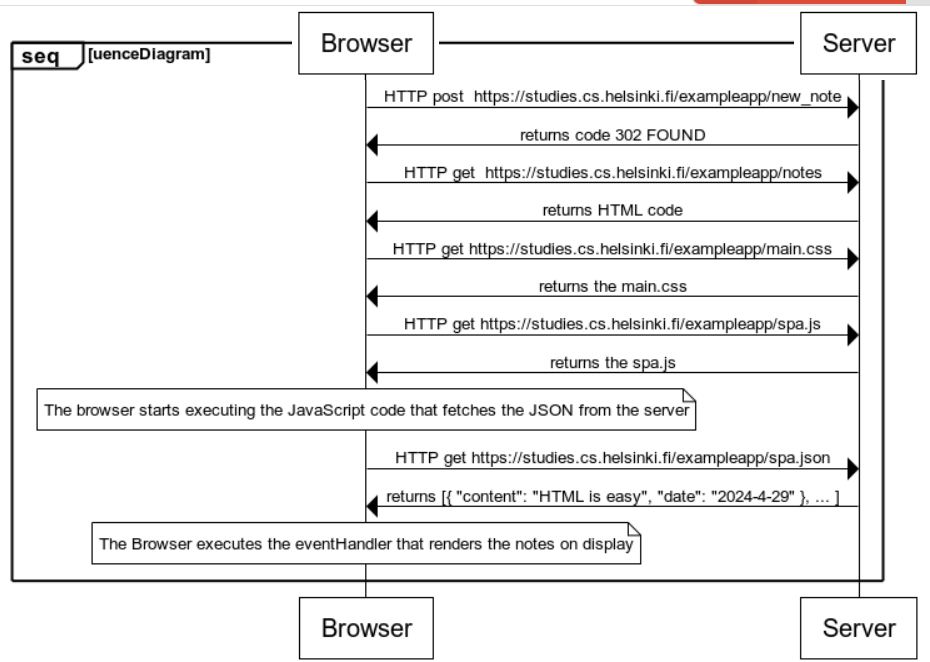 Browser
Server
seq
[uenceDiagram]
HTTP post  https://studies.cs.helsinki.fi/exampleapp/new_note
returns code 302 FOUND
HTTP get  https://studies.cs.helsinki.fi/exampleapp/notes
returns HTML code
HTTP get https://studies.cs.helsinki.fi/exampleapp/main.css
returns the main.css
HTTP get https://studies.cs.helsinki.fi/exampleapp/spa.js
returns the spa.js
The browser starts executing the JavaScript code that fetches the JSON from the server
HTTP get https://studies.cs.helsinki.fi/exampleapp/spa.json
returns [{ "content": "HTML is easy", "date": "2024-4-29" }, ... ]
The Browser executes the eventHandler that renders the notes on display
Browser
Server